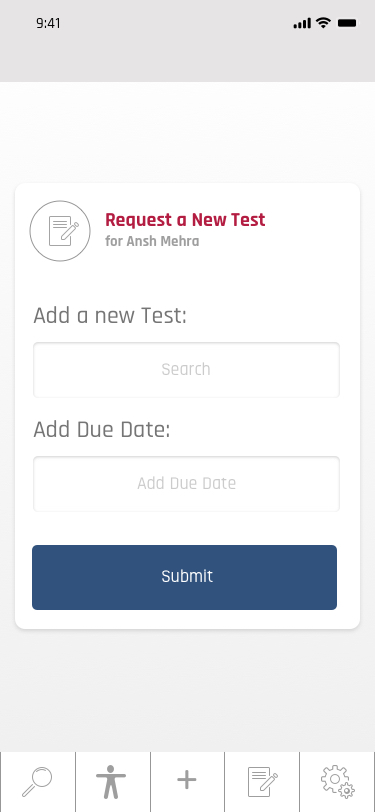 9:41
Request a New Test
for Ansh Mehra
Add a new Test:
Search
Add Due Date:
Add Due Date
Submit